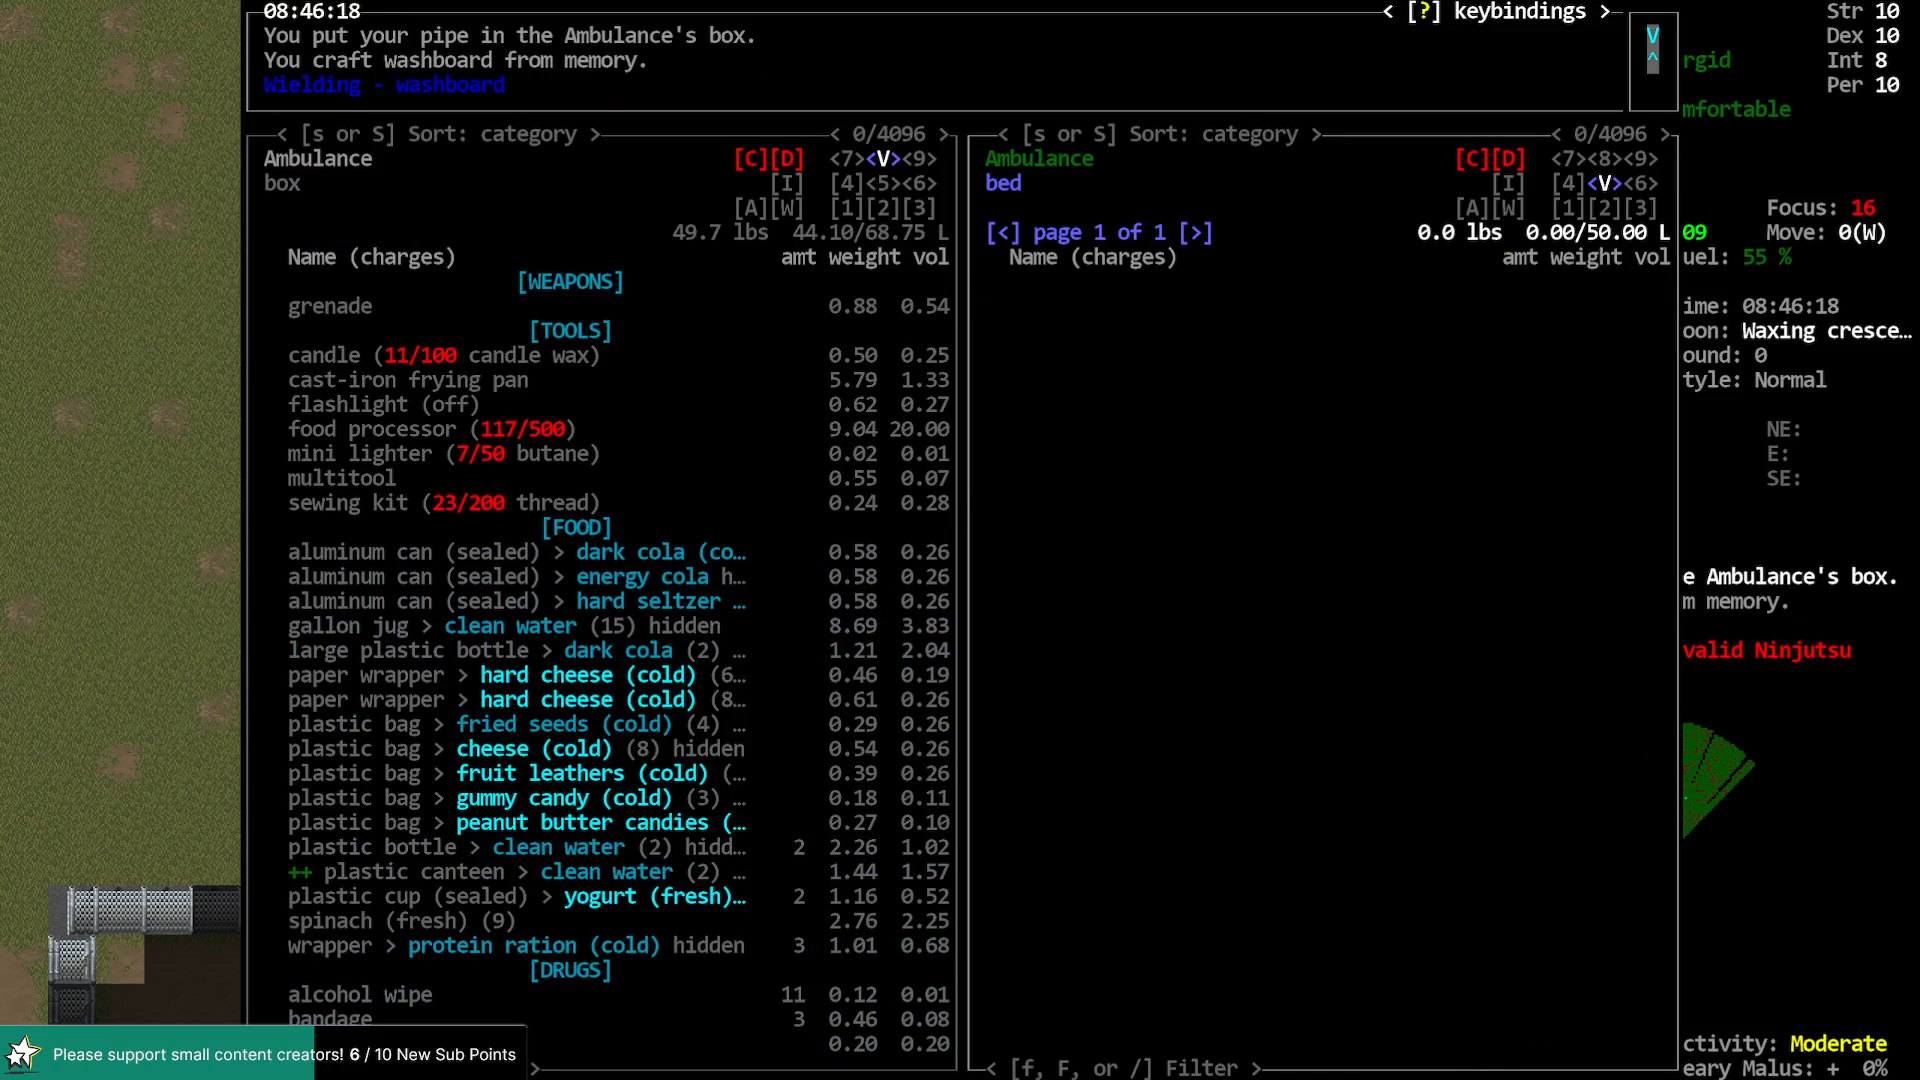 08:46:18 < [?] keybindings >
You put your pipe in the Ambulance's box.
You craft washboard from memory.
Wielding - washboard
V
^
Str 10
Dex 10
rgid Int 8
Per 10
mfortable
< [s or S] Sort: category > < 0/4096 >
Ambulance [C][D] <7><V><9>
box [I] [4]<5><6>
[A][W] [1][2][3]
49.7 lbs 44.10/68.75 L
Name (charges) amt weight vol
[WEAPONS]
grenade 0.88 0.54
[TOOLS]
candle (11/100 candle wax) 0.50 0.25
cast-iron frying pan 5.79 1.33
flashlight (off) 0.62 0.27
food processor (117/500) 9.04 20.00
mini lighter (7/50 butane) 0.02 0.01
multitool 0.55 0.07
sewing kit (23/200 thread) 0.24 0.28
[FOOD]
aluminum can (sealed) > dark cola (co… 0.58 0.26
aluminum can (sealed) > energy cola h… 0.58 0.26
aluminum can (sealed) > hard seltzer … 0.58 0.26
gallon jug > clean water (15) hidden 8.69 3.83
large plastic bottle > dark cola (2) … 1.21 2.04
paper wrapper > hard cheese (cold) (6… 0.46 0.19
paper wrapper > hard cheese (cold) (8… 0.61 0.26
plastic bag > fried seeds (cold) (4) … 0.29 0.26
plastic bag > cheese (cold) (8) hidden 0.54 0.26
plastic bag > fruit leathers (cold) (… 0.39 0.26
plastic bag > gummy candy (cold) (3) … 0.18 0.11
plastic bag > peanut butter candies (… 0.27 0.10
plastic bottle > clean water (2) hidd… 2 2.26 1.02
++ plastic canteen > clean water (2) … 1.44 1.57
plastic cup (sealed) > yogurt (fresh)… 2 1.16 0.52
spinach (fresh) (9) 2.76 2.25
wrapper > protein ration (cold) hidden 3 1.01 0.68
[DRUGS]
alcohol wipe 11 0.12 0.01
bandage 3 0.46 0.08
0.20 0.20
< [s or S] Sort: category > < 0/4096 >
Ambulance [C][D] <7><8><9>
bed [I] [4]<V><6>
[A][W] [1][2][3]
[<] page 1 of 1 [>] 0.0 lbs 0.00/50.00 L
Name (charges) amt weight vol
< [f, F, or /] Filter >
Focus: 16
09 Move: 0(W)
uel: 55 %
ime: 08:46:18
oon: Waxing cresce…
ound: 0
tyle: Normal
NE:
E:
SE:
e Ambulance's box.
m memory.
valid Ninjutsu
ctivity: Moderate
eary Malus: + 0%
Please support small content creators! 6 / 10 New Sub Points